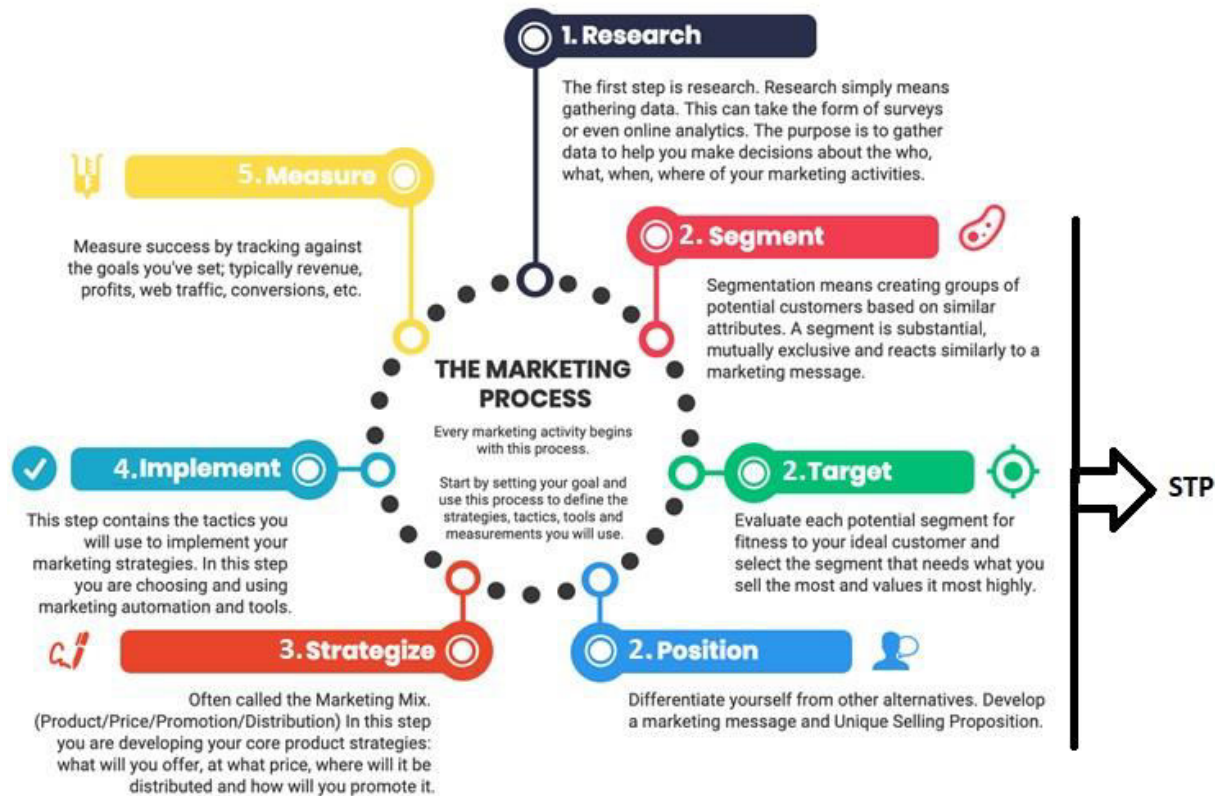 1. Research
The first step is research. Research simply means
gathering data. This can take the form of surveys
or even online analytics. The purpose is to gather
data to help you make decisions about the who,
what, when, where of your marketing activities.
2. Segment
Segmentation means creating groups of
potential customers based on similar
attributes. A segment is substantial,
mutually exclusive and reacts similarly to a
marketing message.
2. Target
Evaluate each potential segment for
fitness to your ideal customer and
select the segment that needs what you
sell the most and values it most highly.
2. Position
Differentiate yourself from other alternatives. Develop
a marketing message and Unique Selling Proposition.
STP
3. Strategize
Often called the Marketing Mix.
(Product/Price/Promotion/Distribution) In this step
you are developing your core product strategies:
what will you offer, at what price, where will it be
distributed and how will you promote it.
4. Implement
This step contains the tactics you
will use to implement your
marketing strategies. In this step
you are choosing and using
marketing automation and tools.
5. Measure
Measure success by tracking against
the goals you've set; typically revenue,
profits, web traffic, conversions, etc.
THE MARKETING
PROCESS
Every marketing activity begins
with this process.
Start by setting your goal and
use this process to define the
strategies, tactics, tools and
measurements you will use.